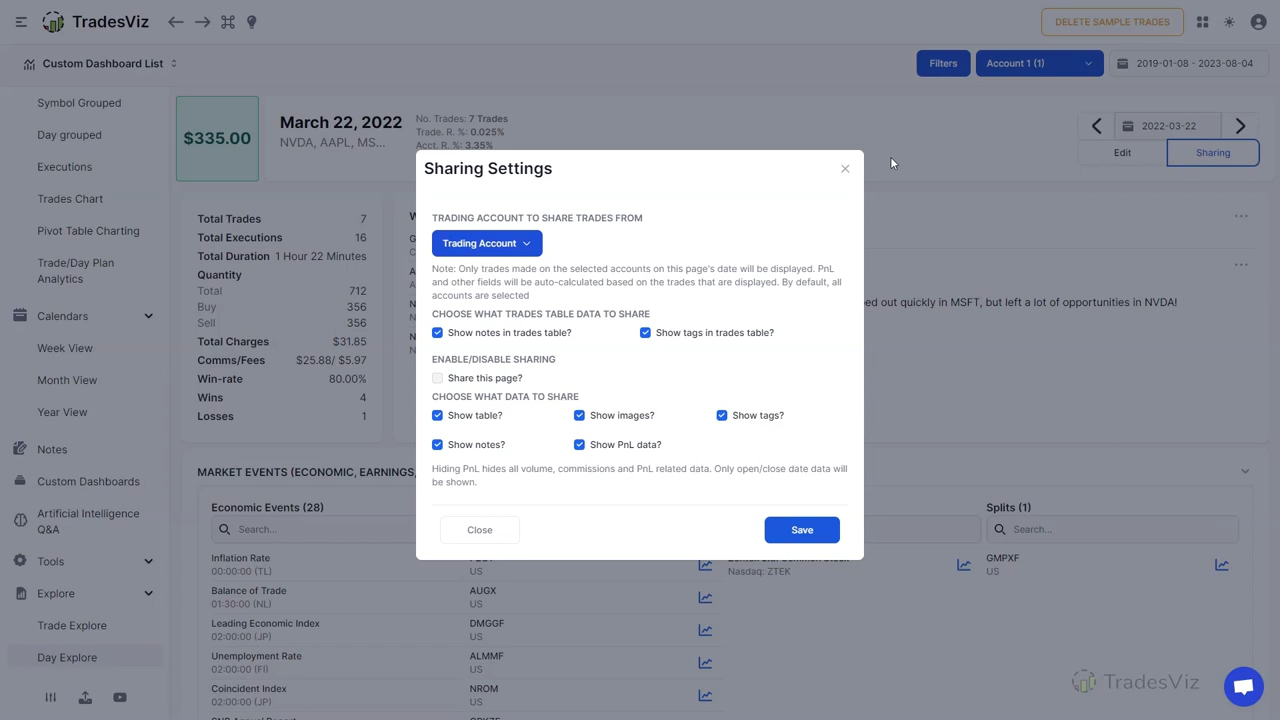 TradesViz
DELETE SAMPLE TRADES
Custom Dashboard List
Filters
Account 1 (1)
2019-01-08 - 2023-08-04
Symbol Grouped
Day grouped
Executions
Trades Chart
Pivot Table Charting
Trade/Day Plan
Analytics
Calendars
Week View
Month View
Year View
Notes
Custom Dashboards
Artificial Intelligence
Q&A
Tools
Explore
Trade Explore
Day Explore
$335.00
March 22, 2022
NVDA, AAPL, MS...
No. Trades: 7 Trades
Trade. R. %: 0.025%
Acct. R. %: 3.35%
2022-03-22
Edit
Sharing
Total Trades 7
Total Executions 16
Total Duration 1 Hour 22 Minutes
Quantity
Total 712
Buy 356
Sell 356
Total Charges $31.85
Comms/Fees $25.88/ $5.97
Win-rate 80.00%
Wins 4
Losses 1
Sharing Settings
TRADING ACCOUNT TO SHARE TRADES FROM
Trading Account
Note: Only trades made on the selected accounts on this page's date will be displayed. PnL
and other fields will be auto-calculated based on the trades that are displayed. By default, all
accounts are selected
CHOOSE WHAT TRADES TABLE DATA TO SHARE
Show notes in trades table? Show tags in trades table?
ENABLE/DISABLE SHARING
Share this page?
CHOOSE WHAT DATA TO SHARE
Show table? Show images? Show tags?
Show notes? Show PnL data?
Hiding PnL hides all volume, commissions and PnL related data. Only open/close date data will
be shown.
Close
Save
ed out quickly in MSFT, but left a lot of opportunities in NVDA!
MARKET EVENTS (ECONOMIC, EARNINGS,
Economic Events (28)
Search...
Inflation Rate
00:00:00 (TL)
Balance of Trade
01:30:00 (NL)
Leading Economic Index
02:00:00 (JP)
Unemployment Rate
02:00:00 (FI)
Coincident Index
02:00:00 (JP)
US
AUGX
US
DMGGF
US
ALMMF
US
NROM
US
Nasdaq: ZTEK
Splits (1)
Search...
GMPXF
US
TradesViz